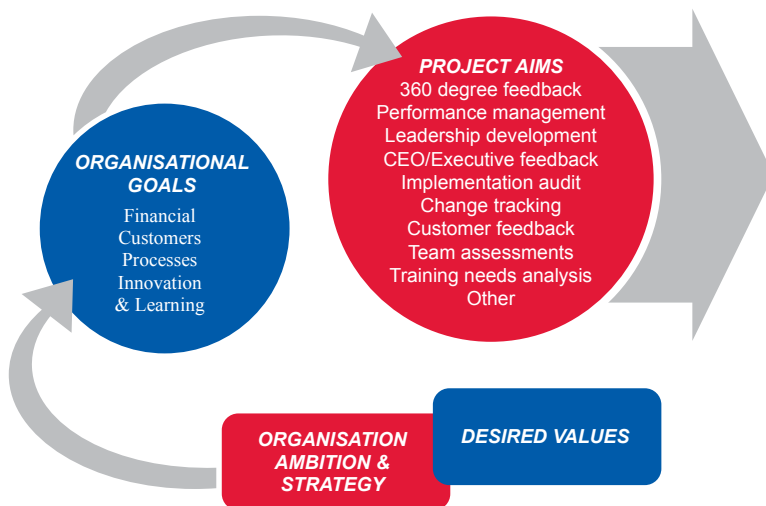 PROJECT AIMS
360 degree feedback
Performance management
Leadership development
CEO/Executive feedback
Implementation audit
Change tracking
Customer feedback
Team assessments
Training needs analysis
Other
ORGANISATIONAL
GOALS
Financial
Customers
Processes
Innovation
& Learning
ORGANISATION
AMBITION &
STRATEGY
DESIRED VALUES